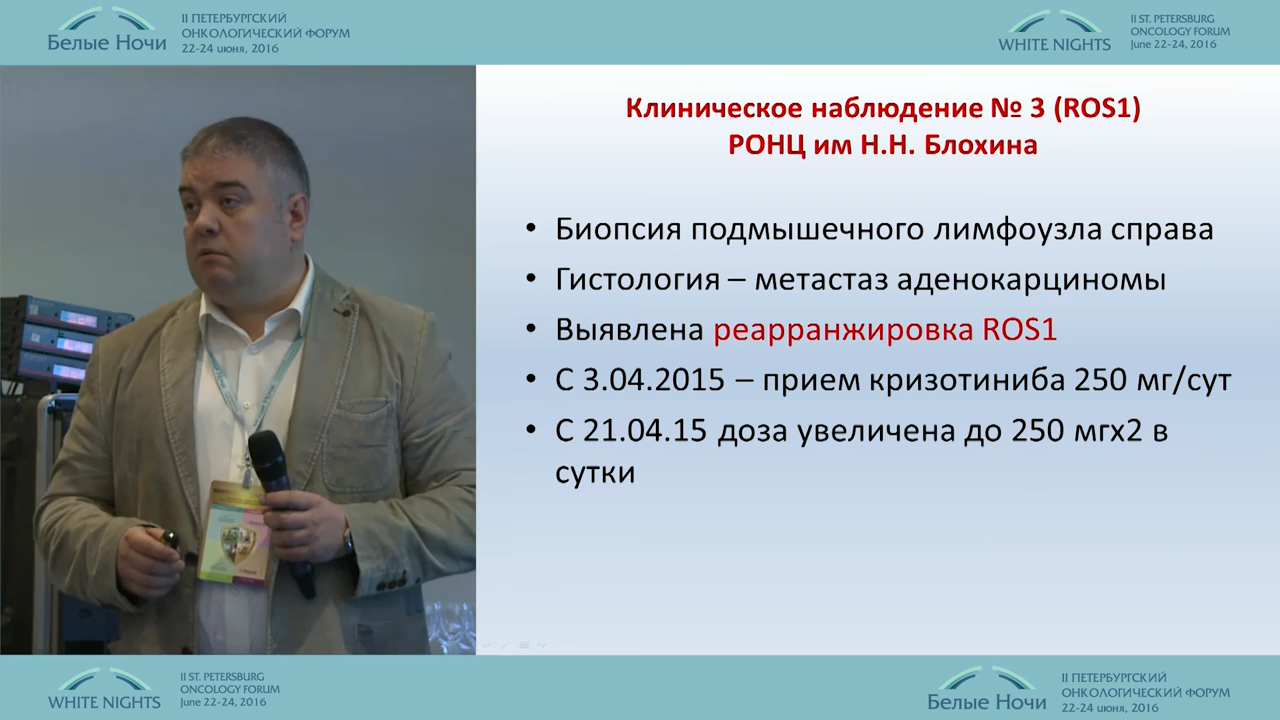 Белые Ночи
II ПЕТЕРБУРГСКИЙ
ОНКОЛОГИЧЕСКИЙ ФОРУМ
22-24 июня, 2016
WHITE NIGHTS
II ST. PETERSBURG
ONCOLOGY FORUM
June 22-24, 2016
Клиническое наблюдение № 3 (ROS1)
РОНЦ им Н.Н. Блохина
• Биопсия подмышечного лимфоузла справа
• Гистология – метастаз аденокарциномы
• Выявлена реарранжировка ROS1
• С 3.04.2015 – прием кризотиниба 250 мг/сут
• С 21.04.15 доза увеличена до 250 мгх2 в
сутки
WHITE NIGHTS
II ST. PETERSBURG
ONCOLOGY FORUM
June 22-24, 2016
Белые Ночи
II ПЕТЕРБУРГСКИЙ
ОНКОЛОГИЧЕСКИЙ ФОРУМ
22-24 июня, 2016